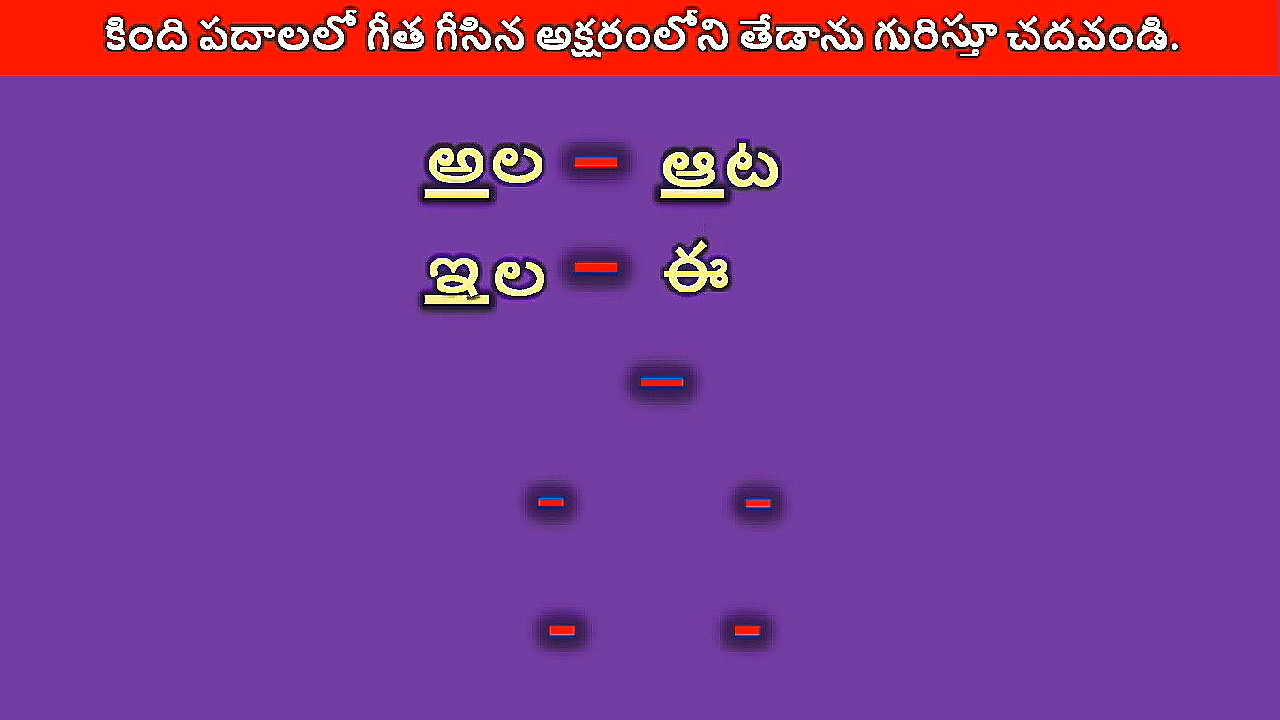 కింది పదాలలో గీత గీసిన అక్షరంలోని తేడాను గురిస్తూ చదవండి.
అల - ఆట
ఇల - ఈ
-
- -
- -